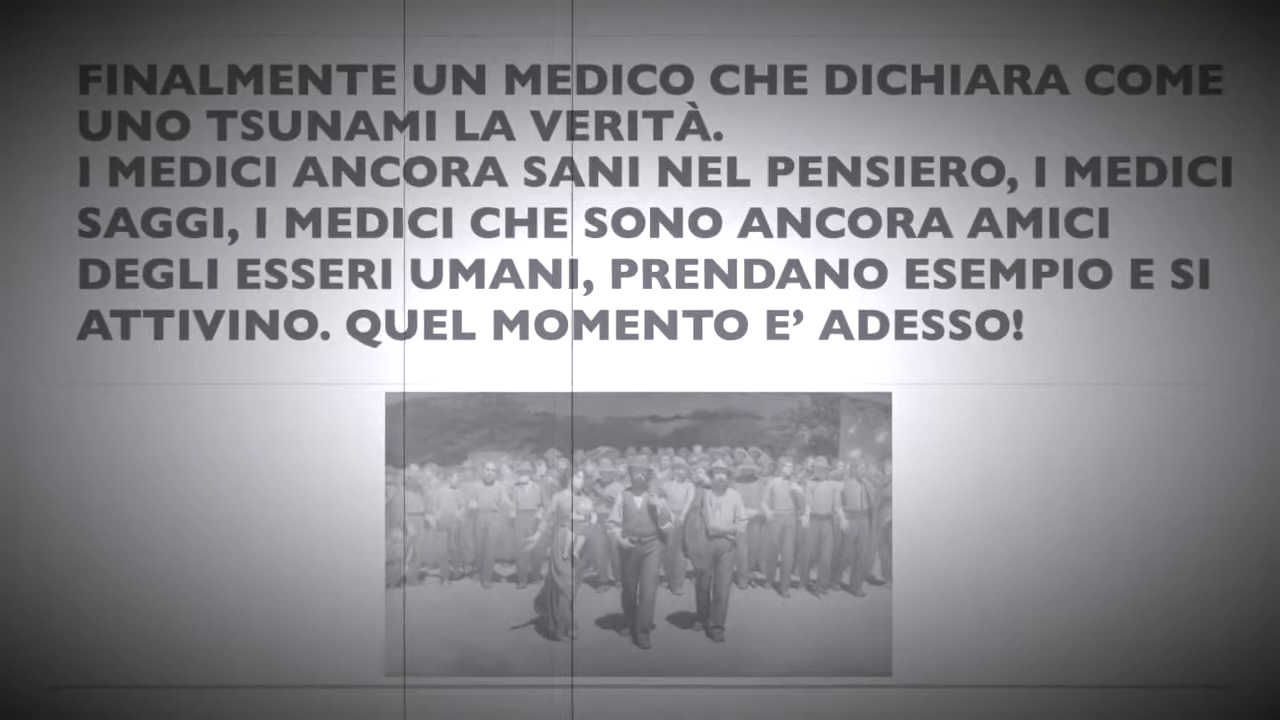 FINALMENTE UN MEDICO CHE DICHIARA COME
UNO TSUNAMI LA VERITÀ.
I MEDICI ANCORA SANI NEL PENSIERO, I MEDICI
SAGGI, I MEDICI CHE SONO ANCORA AMICI
DEGLI ESSERI UMANI, PRENDANO ESEMPIO E SI
ATTIVINO. QUEL MOMENTO E’ ADESSO!